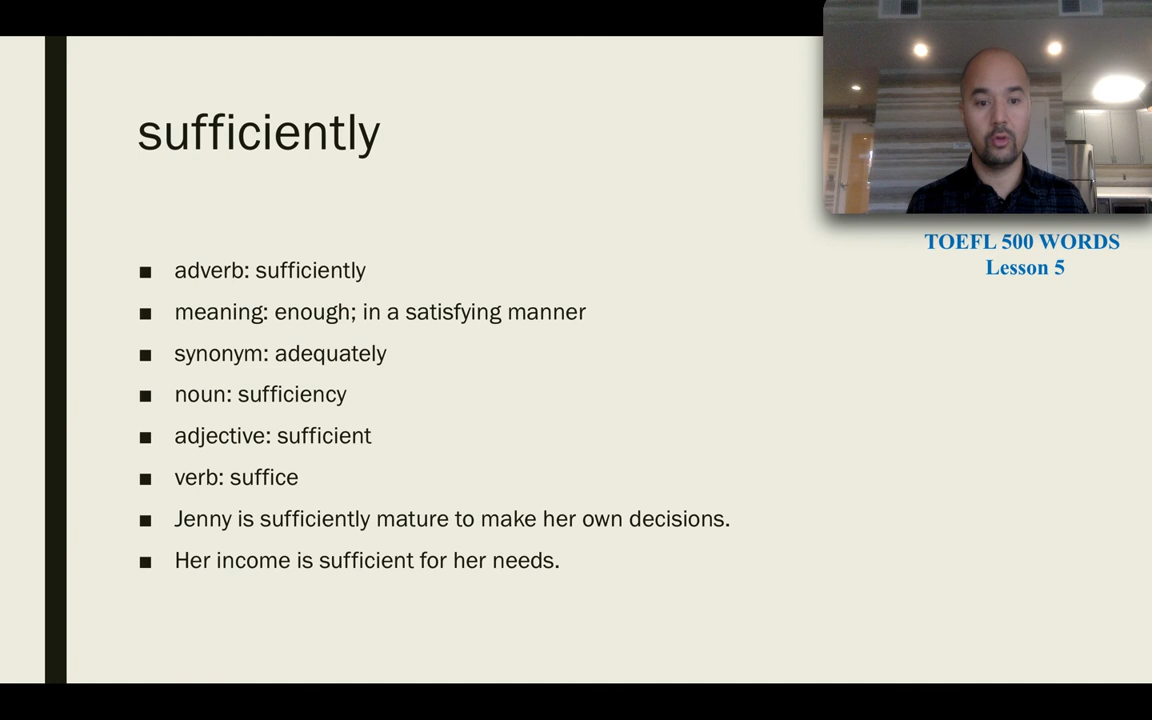 sufficiently
TOEFL 500 WORDS
Lesson 5
adverb: sufficiently
meaning: enough; in a satisfying manner
synonym: adequately
noun: sufficiency
adjective: sufficient
verb: suffice
Jenny is sufficiently mature to make her own decisions.
Her income is sufficient for her needs.